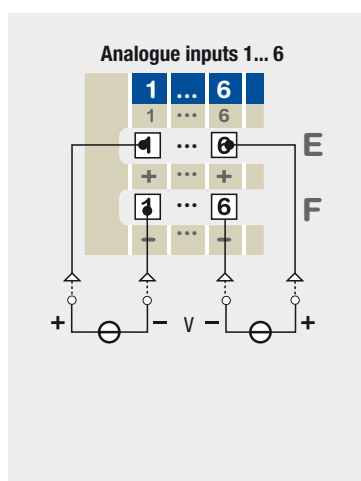 Analogue inputs 1... 6
1 ... 6
1 ... 6
1 ... 6 E
+ ... +
1 ... 6 F
- ... -
+ - V - +